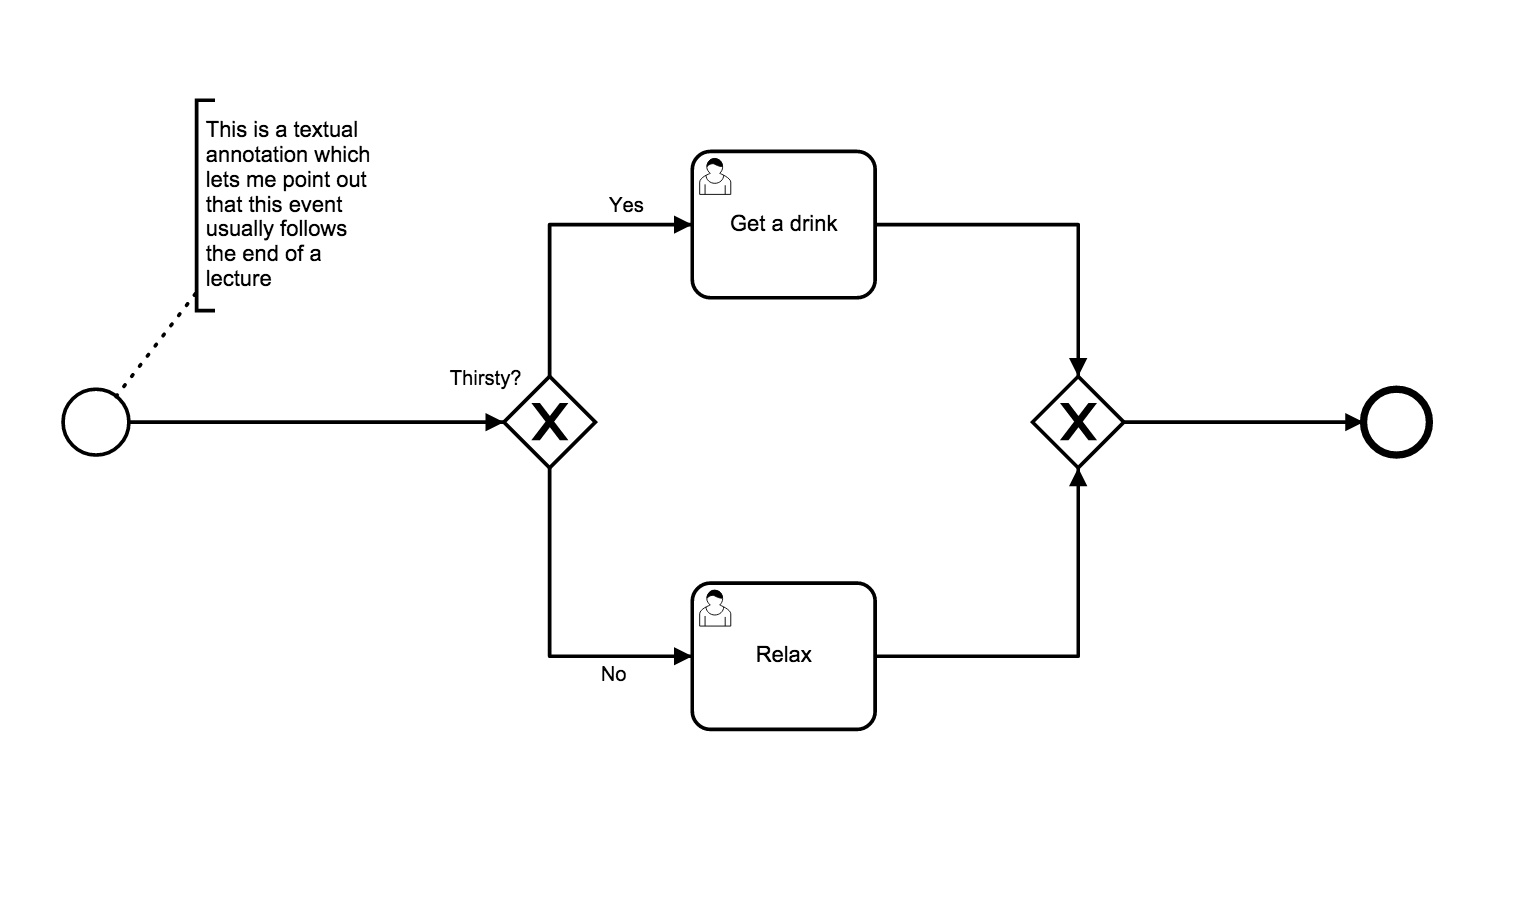 This is a textual
annotation which
lets me point out
that this event
usually follows
the end of a
lecture
Thirsty?
Yes
Get a drink
No
Relax